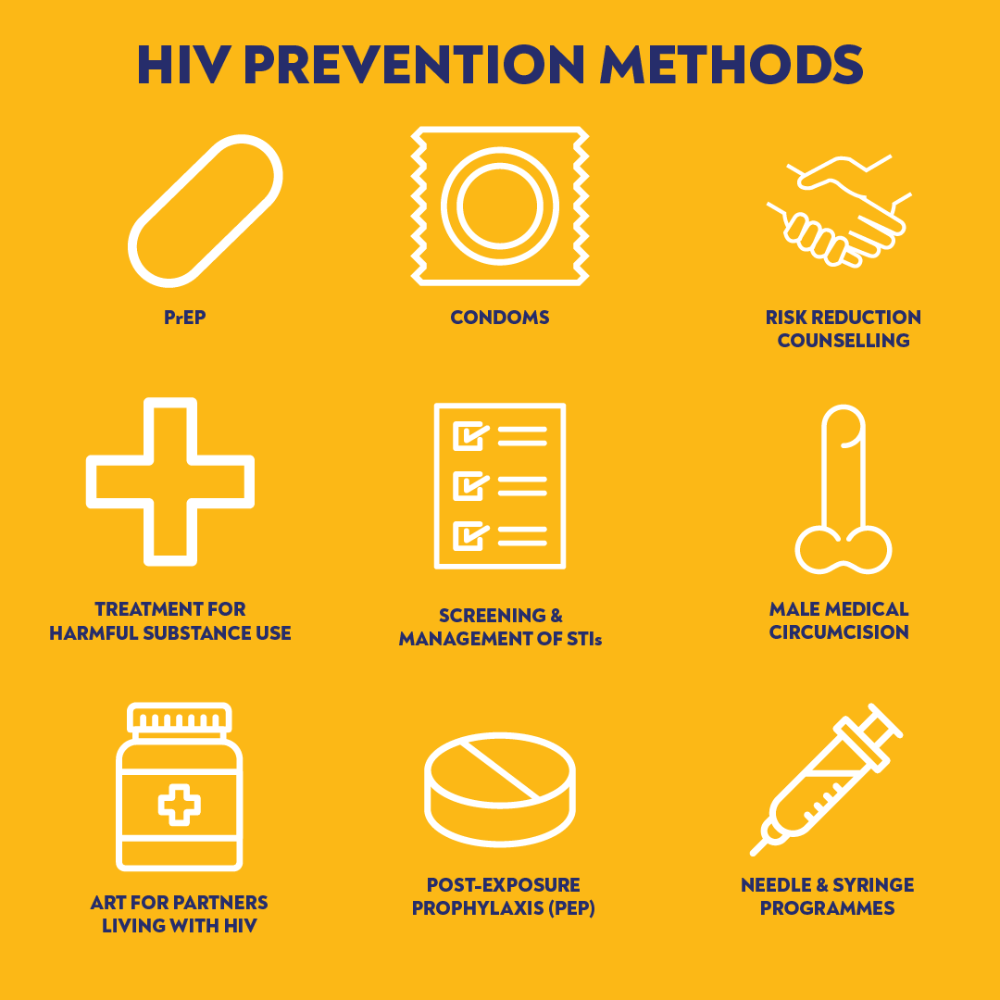 HIV PREVENTION METHODS
PrEP
CONDOMS
RISK REDUCTION
COUNSELLING
TREATMENT FOR
HARMFUL SUBSTANCE USE
SCREENING &
MANAGEMENT OF STIs
MALE MEDICAL
CIRCUMCISION
ART FOR PARTNERS
LIVING WITH HIV
POST-EXPOSURE
PROPHYLAXIS (PEP)
NEEDLE & SYRINGE
PROGRAMMES